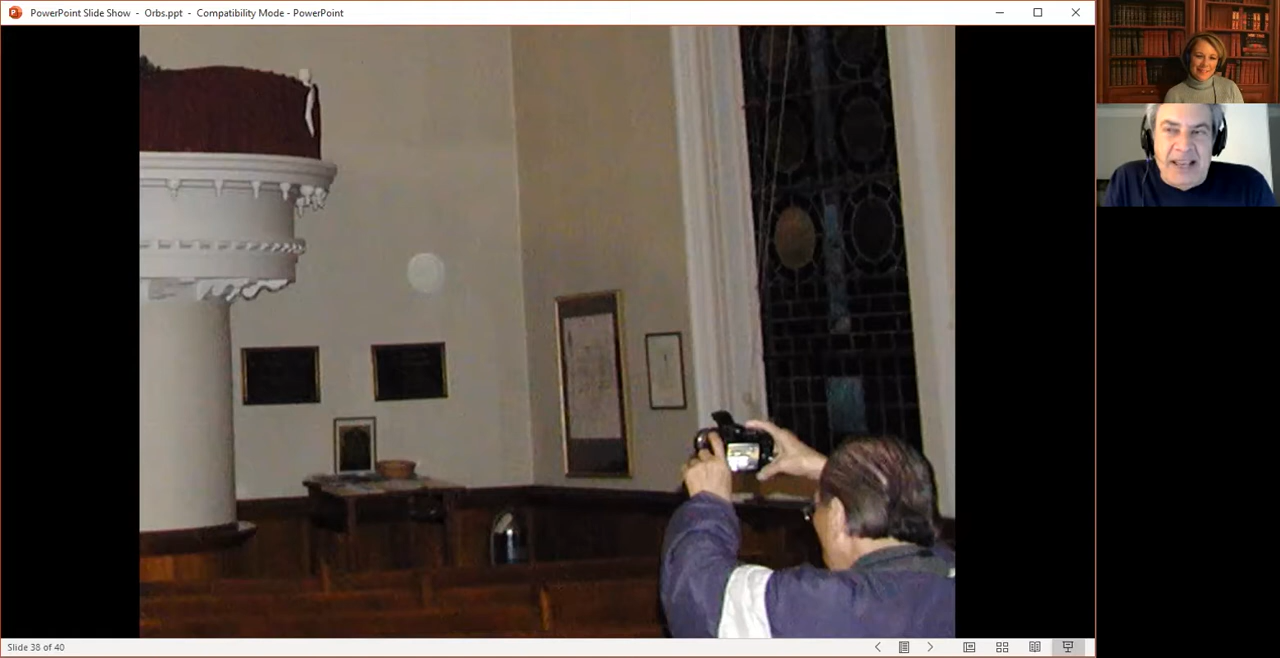 PowerPoint Slide Show - Orbs.ppt - Compatibility Mode - PowerPoint
Slide 38 of 40